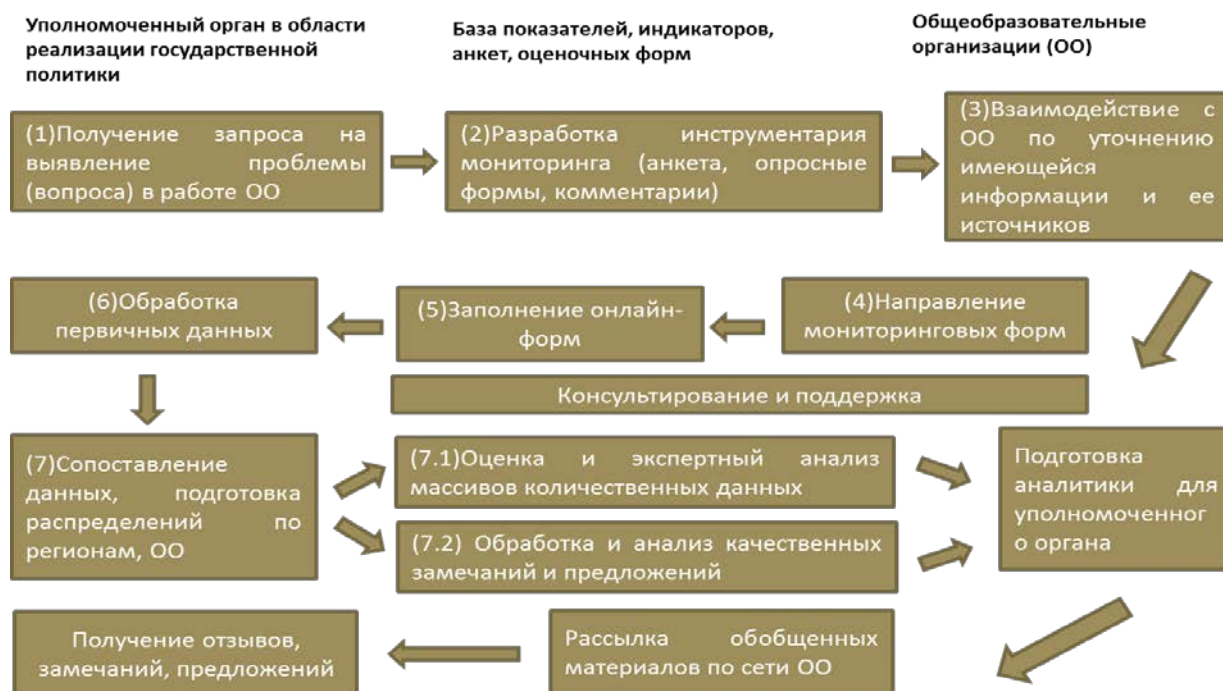 Уполномоченный орган в области
реализации государственной
политики
База показателей, индикаторов,
анкет, оценочных форм
Общеобразовательные
организации (ОО)
(1)Получение запроса на
выявление проблемы
(вопроса) в работе ОО
(2)Разработка инструментария
мониторинга (анкета, опросные
формы, комментарии)
(3)Взаимодействие с
ОО по уточнению
имеющейся
информации и ее
источников
(6)Обработка
первичных данных
(5)Заполнение онлайн-
форм
(4)Направление
мониторинговых форм
Консультирование и поддержка
(7)Сопоставление
данных, подготовка
распределений по
регионам, ОО
(7.1)Оценка и экспертный анализ
массивов количественных данных
(7.2) Обработка и анализ качественных
замечаний и предложений
Подготовка
аналитики для
уполномоченног
о органа
Получение отзывов,
замечаний, предложений
Рассылка обобщенных
материалов по сети ОО